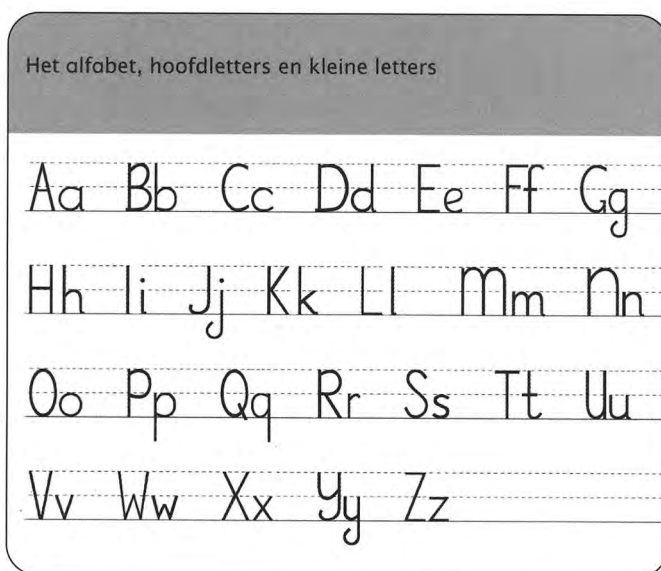 Het alfabet, hoofdletters en kleine letters
Aa Bb Cc Dd Ee Ff Gg
Hh Ii Jj Kk Ll Mm Nn
Oo Pp Qq Rr Ss Tt Uu
Vv Ww Xx Yy Zz